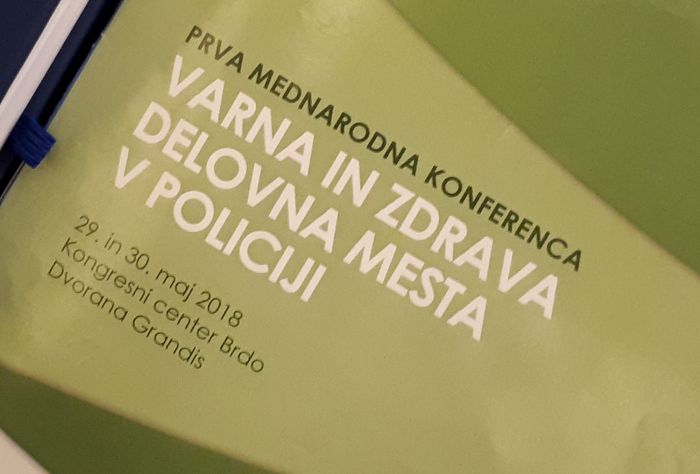 PRVA MEDNARODNA KONFERENCA
VARNA IN ZDRAVA
DELOVNA MESTA
V POLICIJI
29. in 30. maj 2018
Kongresni center Brdo
Dvorana Grandis